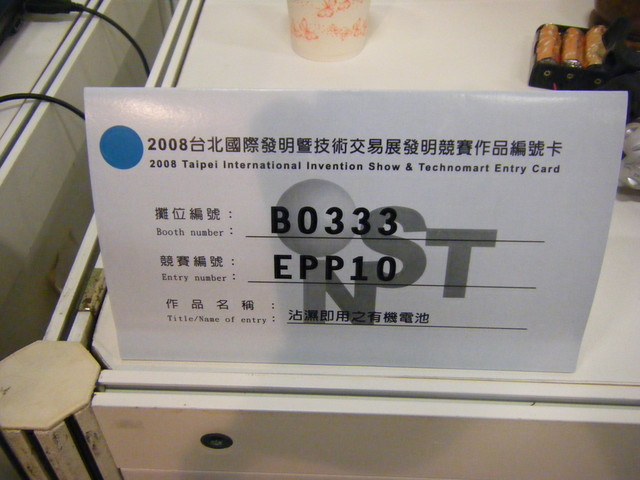 2008台北國際發明暨技術交易展發明競賽作品編號卡
2008 Taipei International Invention Show & Technomart Entry Card
攤位編號：
Booth number： B0333
競賽編號：
Entry number： EPP10
作品名稱：
Title/Name of entry： 沾濕即用之有機電池
INST